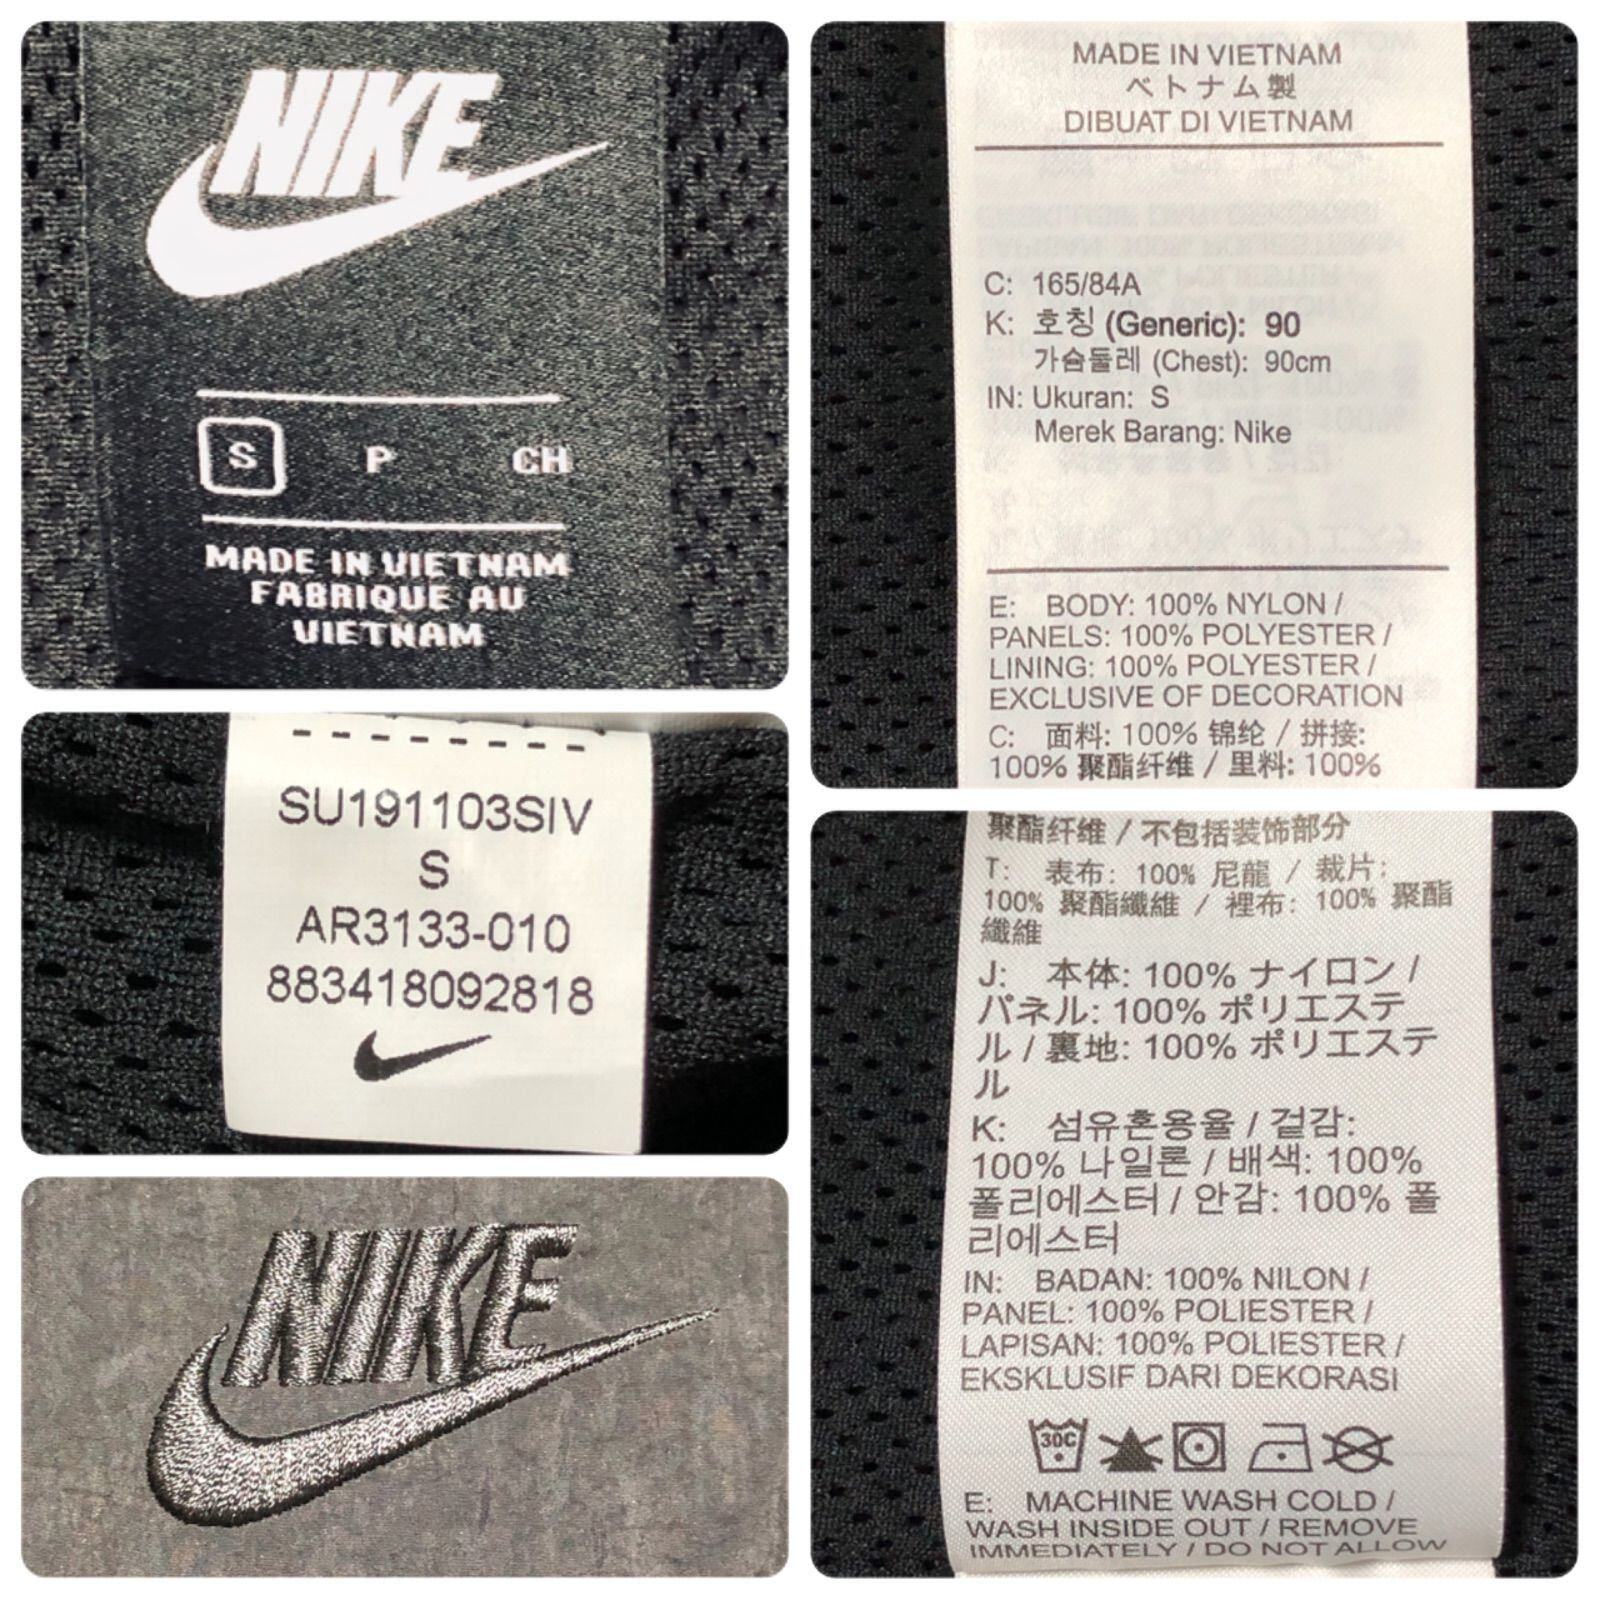 NIKE
S P CH
MADE IN VIETNAM
FABRIQUE AU
VIETNAM
SU191103SIV
S
AR3133-010
883418092818
NIKE
MADE IN VIETNAM
ベトナム製
DIBUAT DI VIETNAM
C: 165/84A
K: 호칭 (Generic): 90
가슴둘레 (Chest): 90cm
IN: Ukuran: S
Merek Barang: Nike
E: BODY: 100% NYLON /
PANELS: 100% POLYESTER /
LINING: 100% POLYESTER /
EXCLUSIVE OF DECORATION
C: 面料: 100% 锦纶 / 拼接:
100% 聚酯纤维 / 里料: 100%
聚酯纤维 / 不包括装饰部分
T: 表布: 100% 尼龍 / 裁片:
100% 聚酯纖維 / 裡布: 100% 聚酯
纖維
J: 本体: 100% ナイロン /
パネル: 100% ポリエステ
ル / 裏地: 100% ポリエステ
ル
K: 섬유혼용율 / 겉감:
100% 나일론 / 배색: 100%
폴리에스터 / 안감: 100% 폴
리에스터
IN: BADAN: 100% NILON /
PANEL: 100% POLIESTER /
LAPISAN: 100% POLIESTER /
EKSKLUSIF DARI DEKORASI
30C
E: MACHINE WASH COLD /
WASH INSIDE OUT / REMOVE
IMMEDIATELY / DO NOT ALLOW